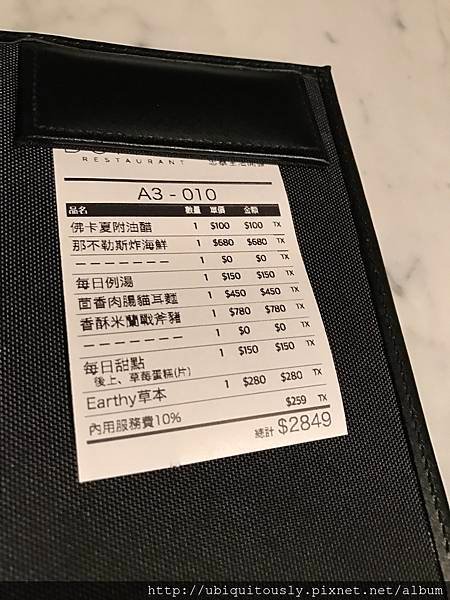 RESTAURANT
A3 - 010
品名 數量 單價 金額
佛卡夏附油醋 1 $100 $100 TX
那不勒斯炸海鮮 1 $680 $680 TX
------- 1 $0 $0 TX
每日例湯 1 $150 $150 TX
茴香肉腸貓耳麵 1 $450 $450 TX
香酥米蘭戰斧豬 1 $780 $780 TX
------- 1 $0 $0 TX
每日甜點 1 $150 $150 TX
後上、草莓蛋糕(片)
Earthy草本 1 $280 $280 TX
內用服務費10% $259 TX
總計 $2849
http://ubiquitously.pixnet.net/album